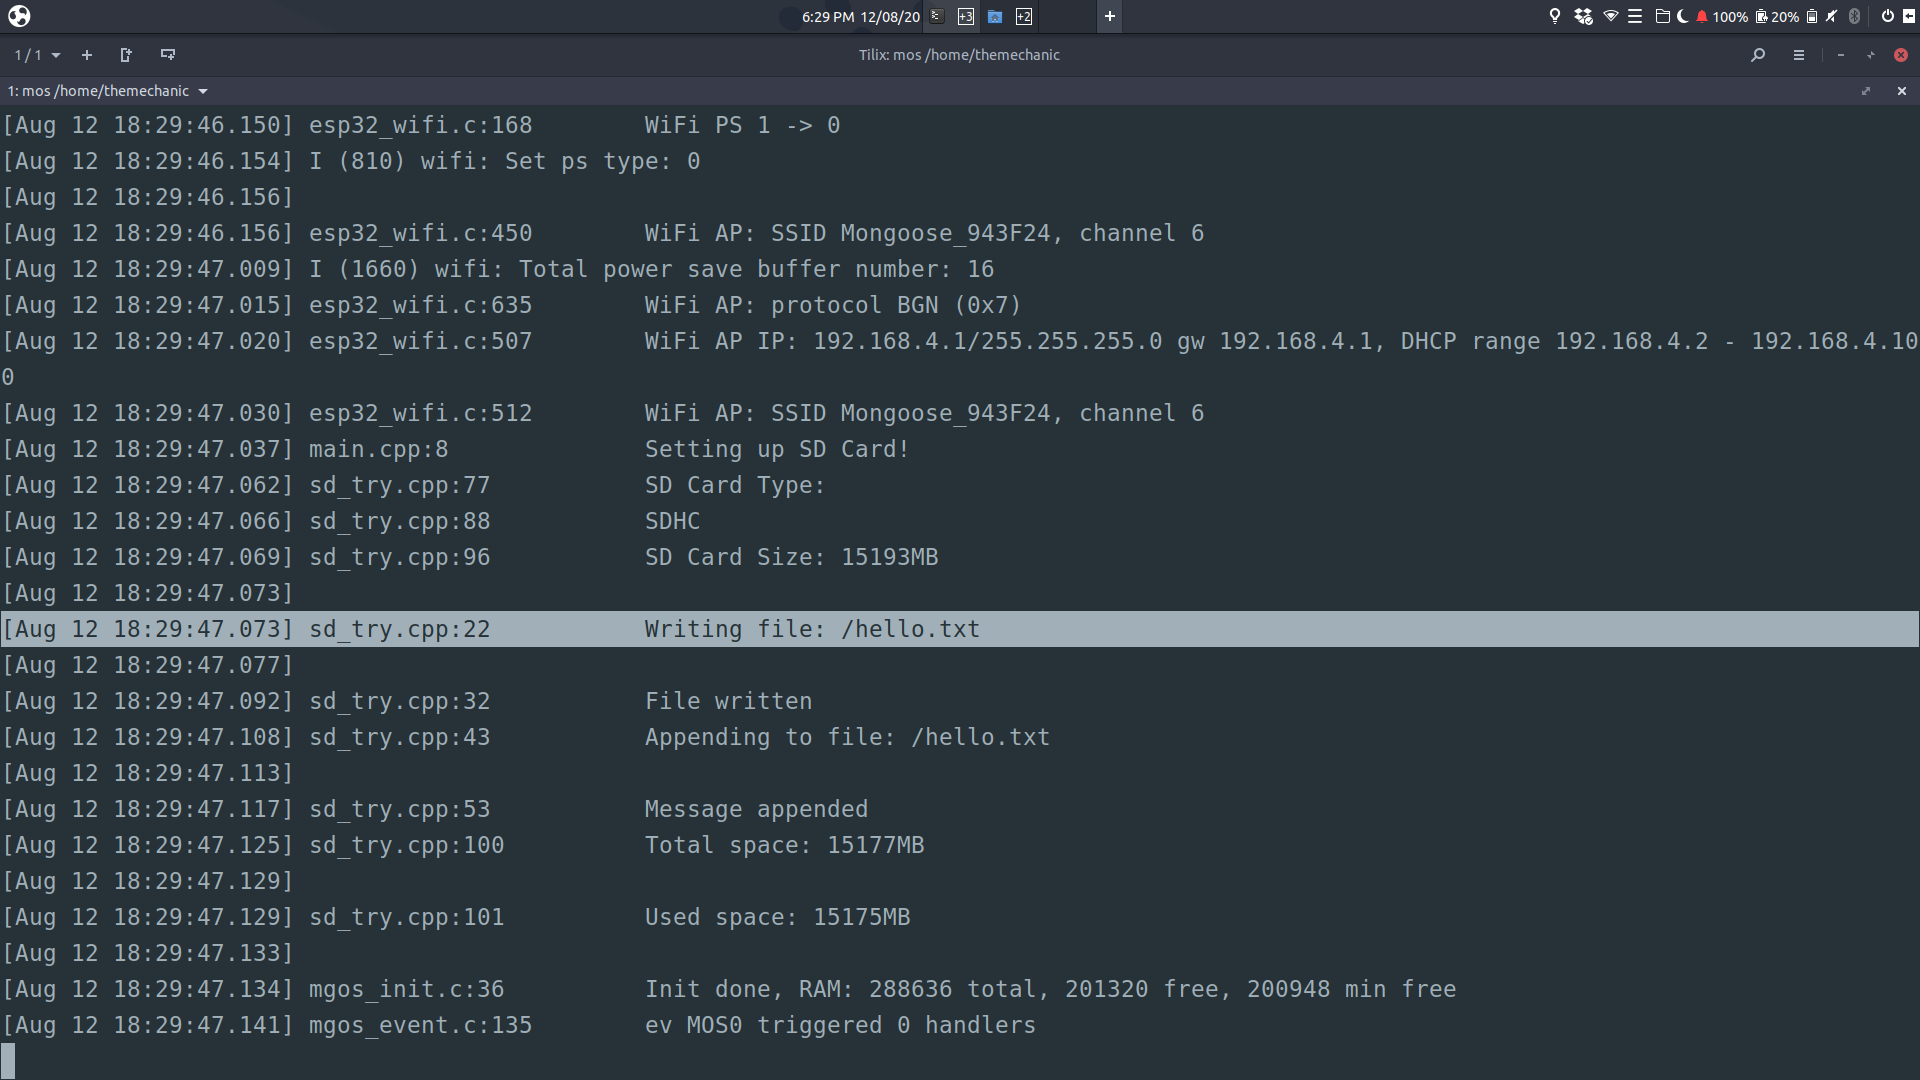 6:29 PM 12/08/20 +3 +2 + 100% 20%
1 / 1 Tilix: mos /home/themechanic
1: mos /home/themechanic
[Aug 12 18:29:46.150] esp32_wifi.c:168        WiFi PS 1 -> 0
[Aug 12 18:29:46.154] I (810) wifi: Set ps type: 0
[Aug 12 18:29:46.156]
[Aug 12 18:29:46.156] esp32_wifi.c:450        WiFi AP: SSID Mongoose_943F24, channel 6
[Aug 12 18:29:47.009] I (1660) wifi: Total power save buffer number: 16
[Aug 12 18:29:47.015] esp32_wifi.c:635        WiFi AP: protocol BGN (0x7)
[Aug 12 18:29:47.020] esp32_wifi.c:507        WiFi AP IP: 192.168.4.1/255.255.255.0 gw 192.168.4.1, DHCP range 192.168.4.2 - 192.168.4.10
0
[Aug 12 18:29:47.030] esp32_wifi.c:512        WiFi AP: SSID Mongoose_943F24, channel 6
[Aug 12 18:29:47.037] main.cpp:8              Setting up SD Card!
[Aug 12 18:29:47.062] sd_try.cpp:77           SD Card Type:
[Aug 12 18:29:47.066] sd_try.cpp:88           SDHC
[Aug 12 18:29:47.069] sd_try.cpp:96           SD Card Size: 15193MB
[Aug 12 18:29:47.073]
[Aug 12 18:29:47.073] sd_try.cpp:22           Writing file: /hello.txt
[Aug 12 18:29:47.077]
[Aug 12 18:29:47.092] sd_try.cpp:32           File written
[Aug 12 18:29:47.108] sd_try.cpp:43           Appending to file: /hello.txt
[Aug 12 18:29:47.113]
[Aug 12 18:29:47.117] sd_try.cpp:53           Message appended
[Aug 12 18:29:47.125] sd_try.cpp:100          Total space: 15177MB
[Aug 12 18:29:47.129]
[Aug 12 18:29:47.129] sd_try.cpp:101          Used space: 15175MB
[Aug 12 18:29:47.133]
[Aug 12 18:29:47.134] mgos_init.c:36          Init done, RAM: 288636 total, 201320 free, 200948 min free
[Aug 12 18:29:47.141] mgos_event.c:135        ev MOS0 triggered 0 handlers